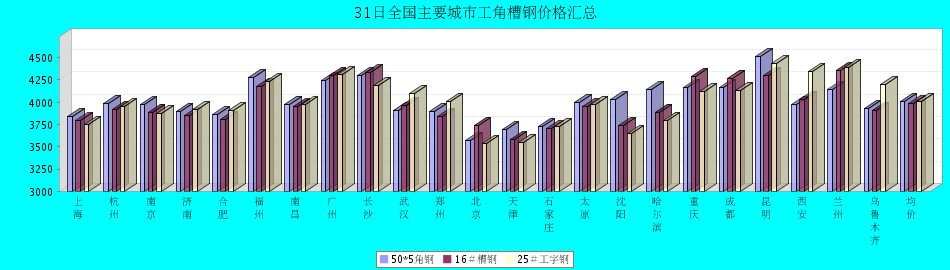 31日全国主要城市工角槽钢价格汇总
4500
4250
4000
3750
3500
3250
3000
上海 杭州 南京 济南 合肥 福州 南昌 广州 长沙 武汉 郑州 北京 天津 石家庄 太原 沈阳 哈尔滨 重庆 成都 昆明 西安 兰州 乌鲁木齐 均价
50*5角钢 16#槽钢 25#工字钢